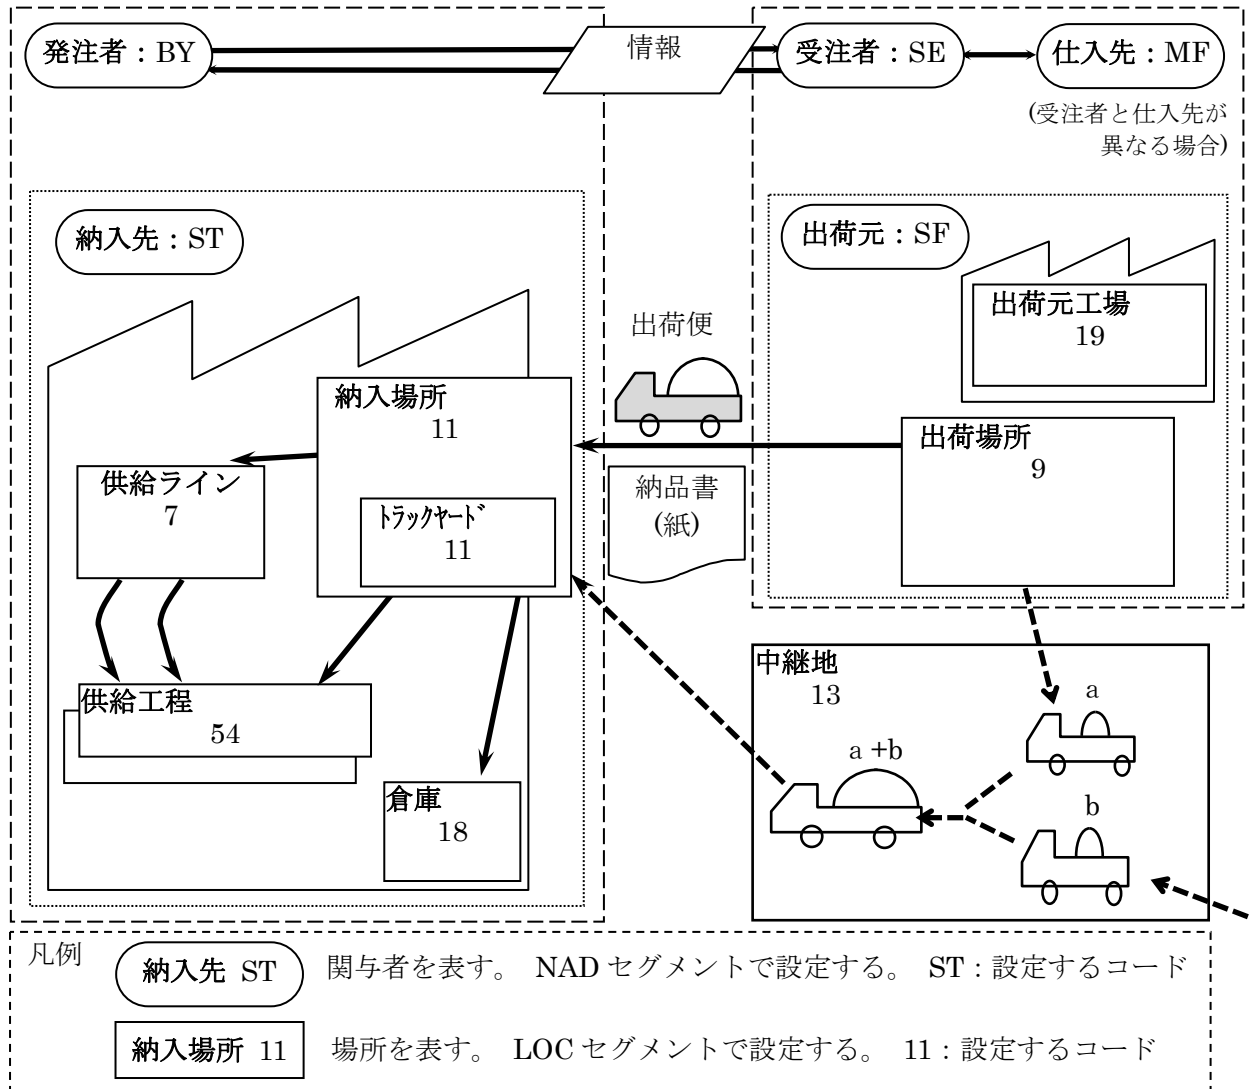 発注者：BY
情報
受注者：SE
仕入先：MF
(受注者と仕入先が
異なる場合)
納入先：ST
出荷元：SF
出荷元工場
19
出荷便
納入場所
11
出荷場所
9
供給ライン
7
納品書
(紙)
ﾄﾗｯｸﾔｰﾄﾞ
11
中継地
13
a
供給工程
54
a +b
b
倉庫
18
凡例
納入先 ST
関与者を表す。 NAD セグメントで設定する。 ST：設定するコード
納入場所 11
場所を表す。 LOC セグメントで設定する。 11：設定するコード